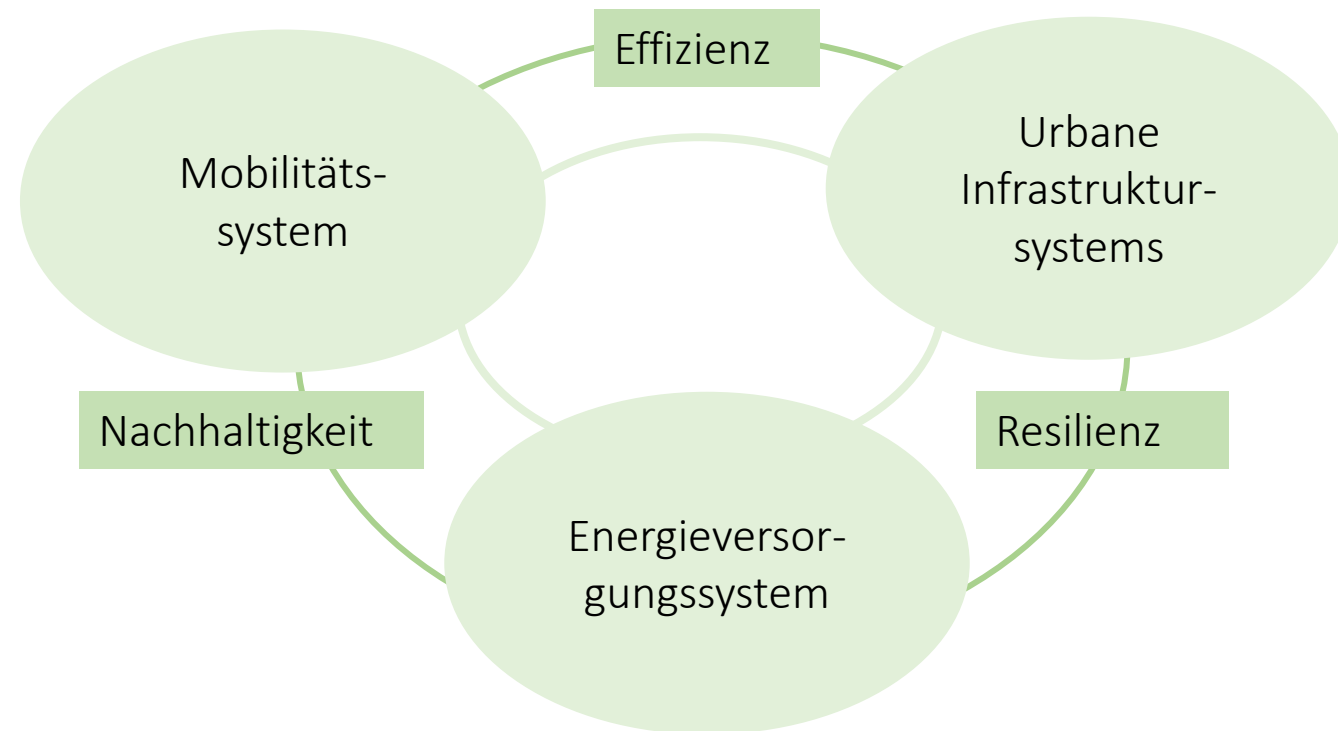 Effizienz
Mobilitäts-
system
Urbane
Infrastruktur-
systems
Nachhaltigkeit
Resilienz
Energieversor-
gungssystem